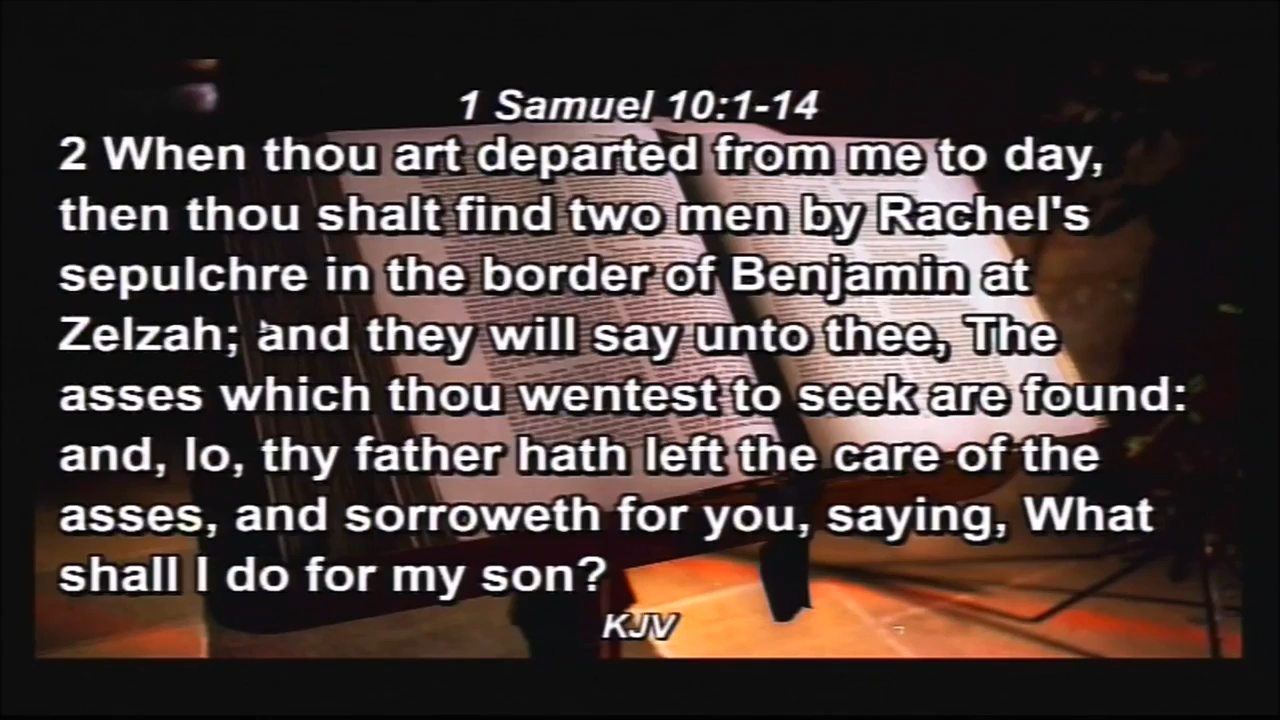 1 Samuel 10:1-14
2 When thou art departed from me to day,
then thou shalt find two men by Rachel's
sepulchre in the border of Benjamin at
Zelzah; and they will say unto thee, The
asses which thou wentest to seek are found:
and, lo, thy father hath left the care of the
asses, and sorroweth for you, saying, What
shall I do for my son?
KJV